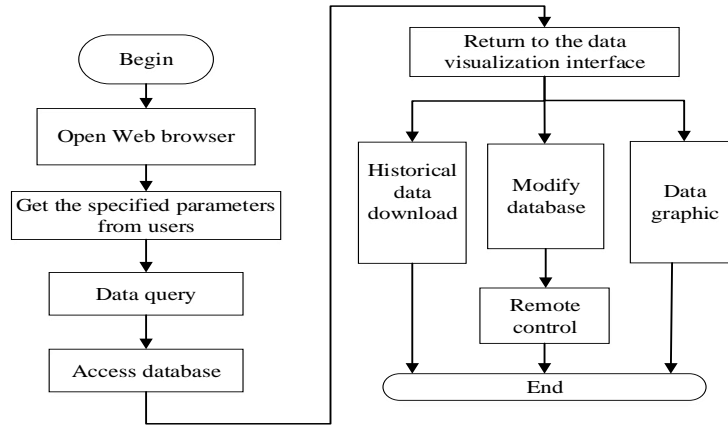 Begin
Open Web browser
Get the specified parameters
from users
Data query
Access database
Return to the data
visualization interface
Historical
data
download
Modify
database
Data
graphic
Remote
control
End